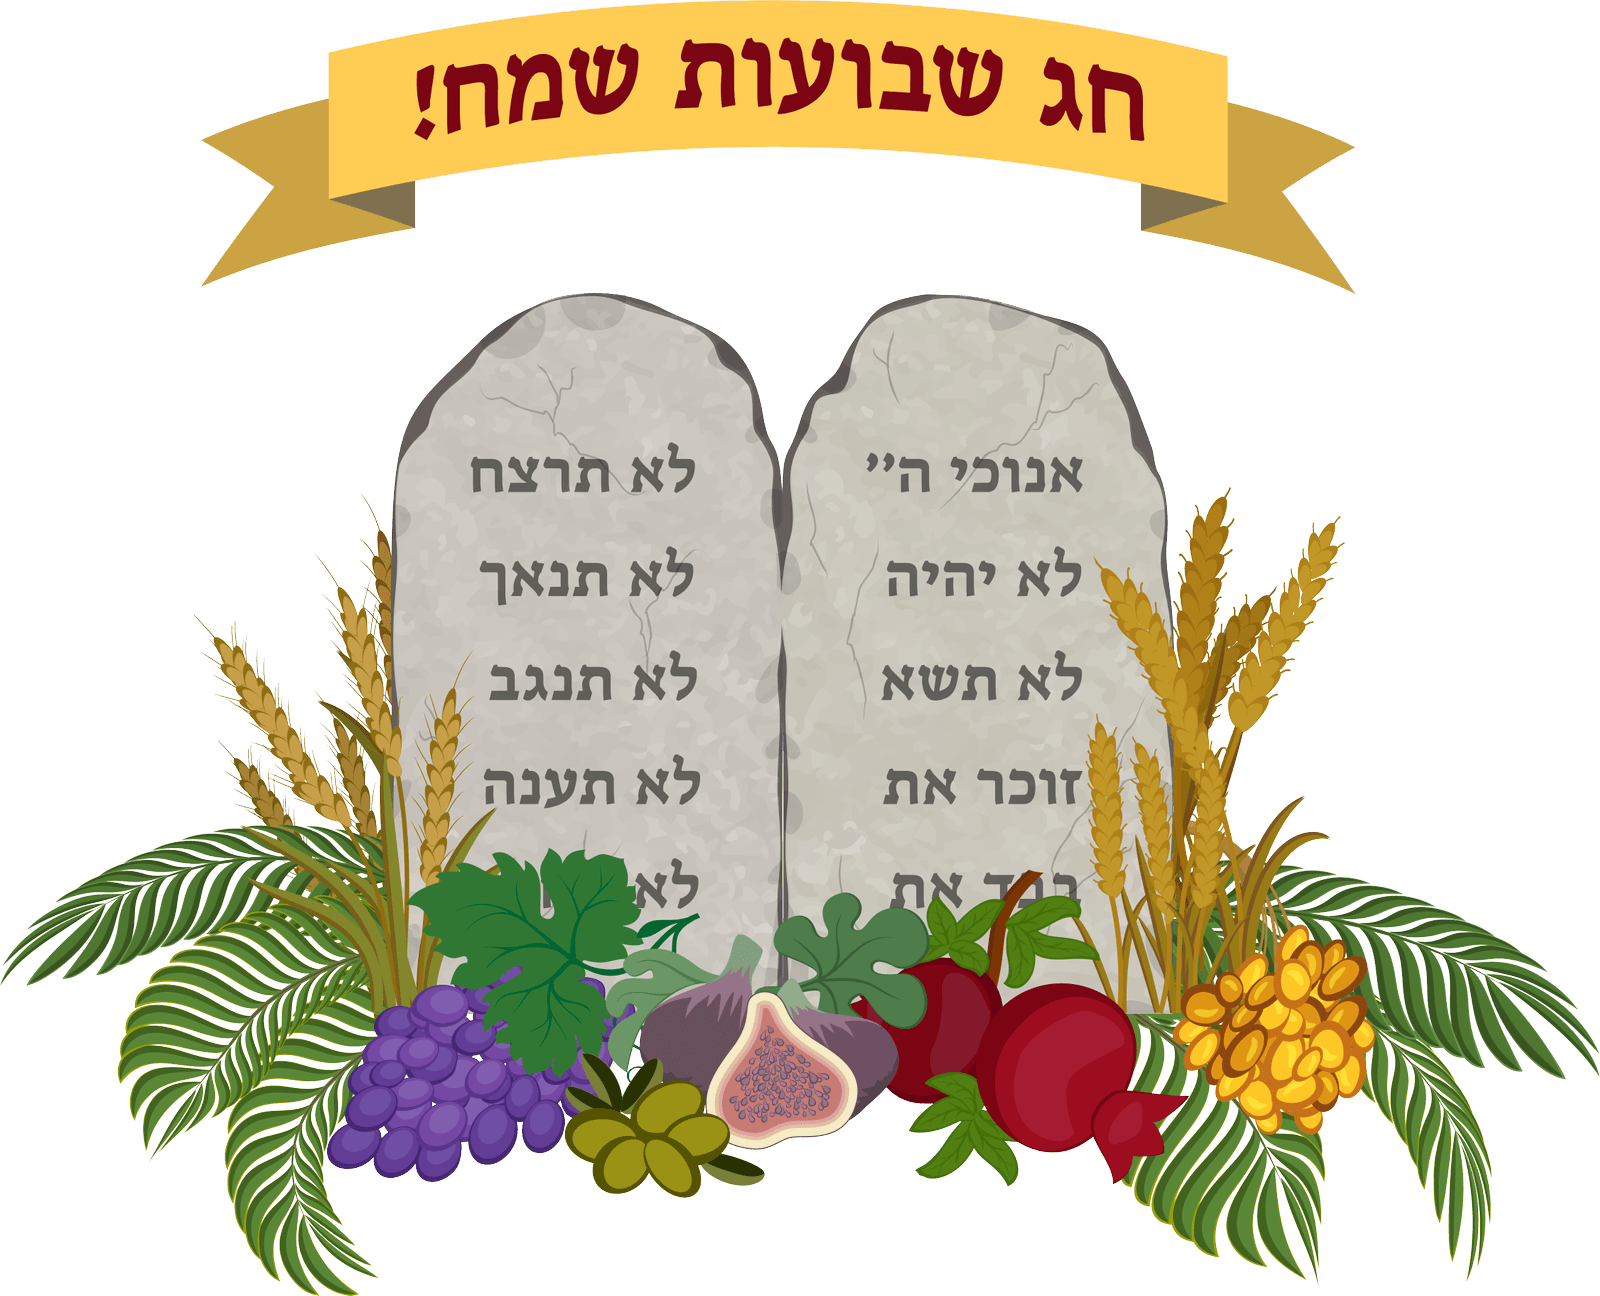 חג שבועות שמח!
אנוכי ה״
לא יהיה
לא תשא
זוכר את
את
לא תרצח
לא תנאך
לא תנגב
לא תענה
לא